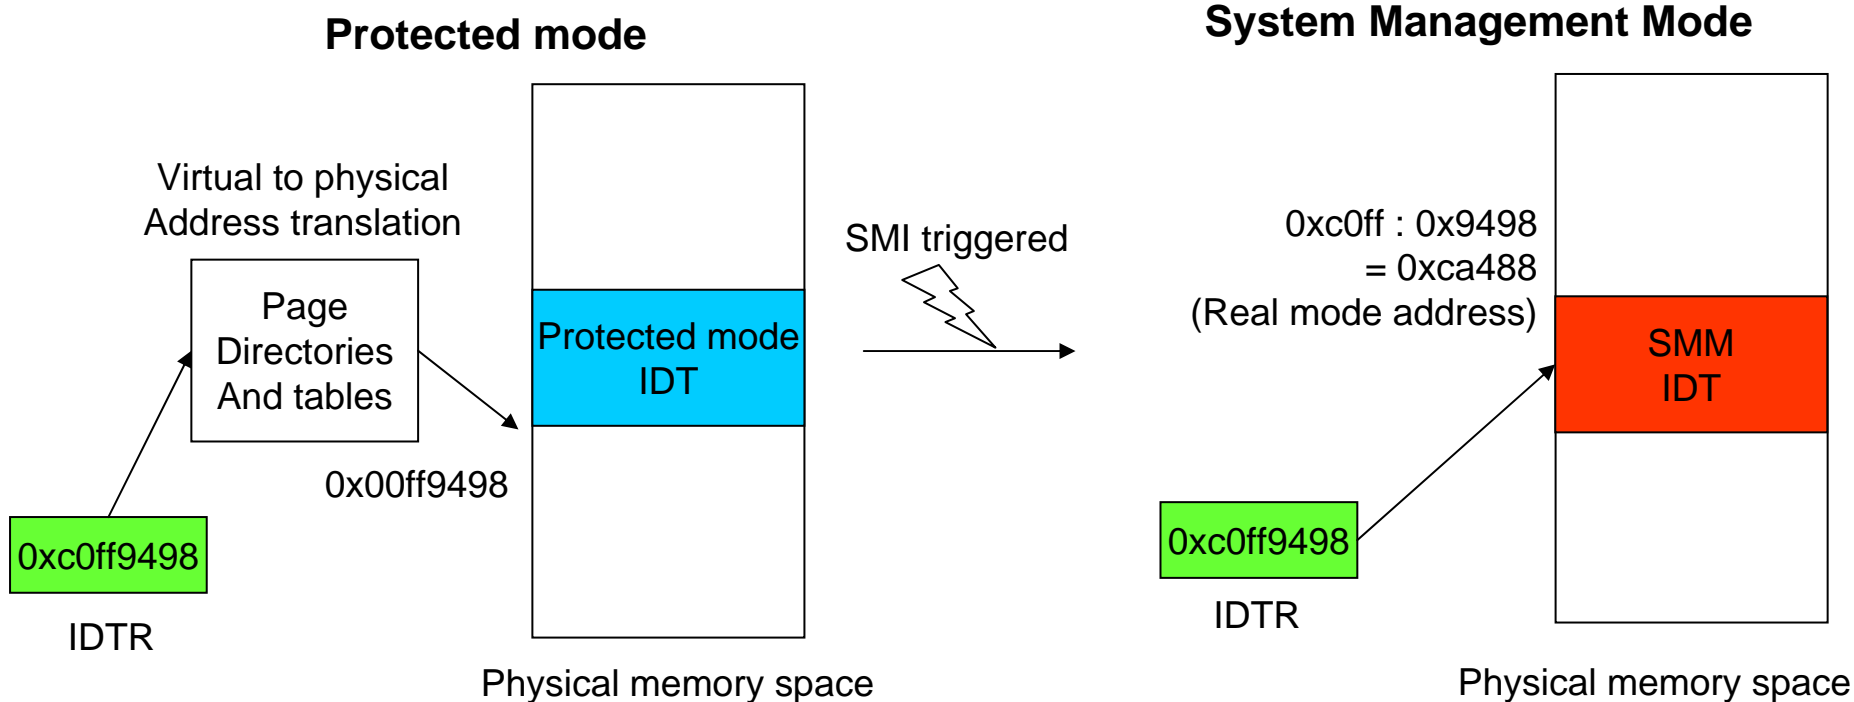 Protected mode
Virtual to physical
Address translation
Page
Directories
And tables
0x00ff9498
0xc0ff9498
IDTR
Protected mode
IDT
Physical memory space
SMI triggered
System Management Mode
0xc0ff : 0x9498
= 0xca488
(Real mode address)
SMM
IDT
0xc0ff9498
IDTR
Physical memory space